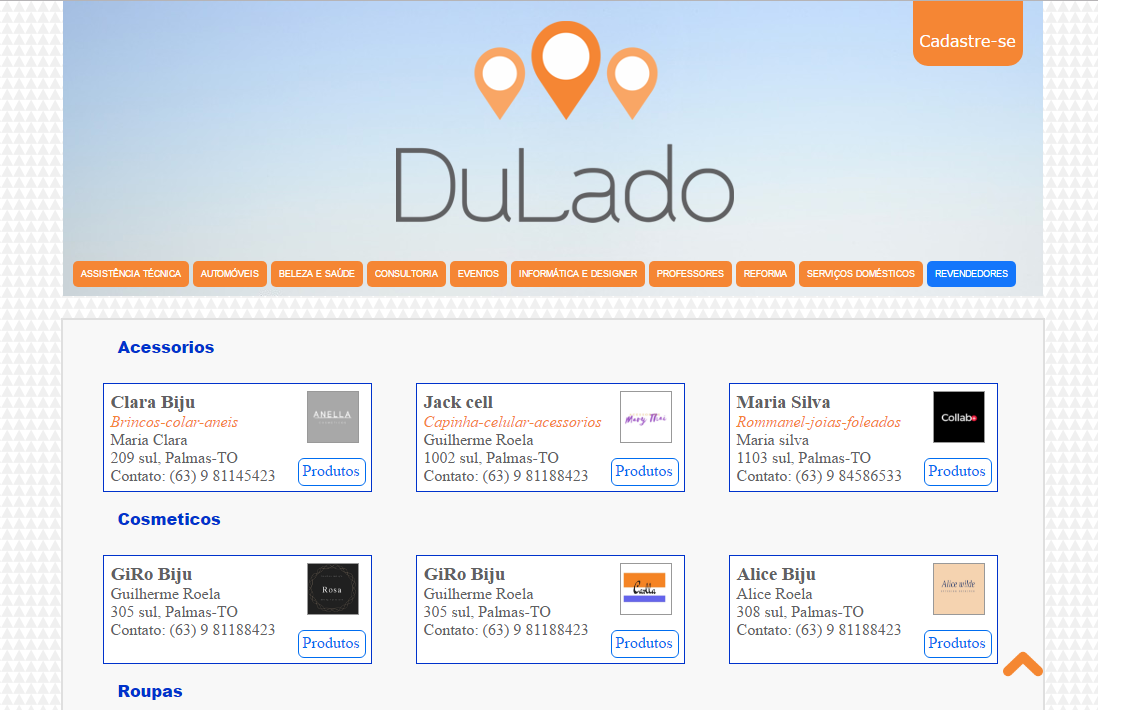 Cadastre-se
DuLado
ASSISTÊNCIA TÉCNICA AUTOMÓVEIS BELEZA E SAÚDE CONSULTORIA EVENTOS INFORMÁTICA E DESIGNER PROFESSORES REFORMA SERVIÇOS DOMÉSTICOS REVENDEDORES
Acessorios
Clara Biju
Brincos-colar-aneis
Maria Clara
209 sul, Palmas-TO
Contato: (63) 9 81145423
ANELLA
Produtos
Jack cell
Capinha-celular-acessorios
Guilherme Roela
1002 sul, Palmas-TO
Contato: (63) 9 81188423
Mary Thai
Produtos
Maria Silva
Rommanel-joias-foleados
Maria silva
1103 sul, Palmas-TO
Contato: (63) 9 84586533
Collab
Produtos
Cosmeticos
GiRo Biju
Guilherme Roela
305 sul, Palmas-TO
Contato: (63) 9 81188423
Rosa
Produtos
GiRo Biju
Guilherme Roela
305 sul, Palmas-TO
Contato: (63) 9 81188423
Carlla
Produtos
Alice Biju
Alice Roela
308 sul, Palmas-TO
Contato: (63) 9 81188423
Alice wilde
Produtos
Roupas